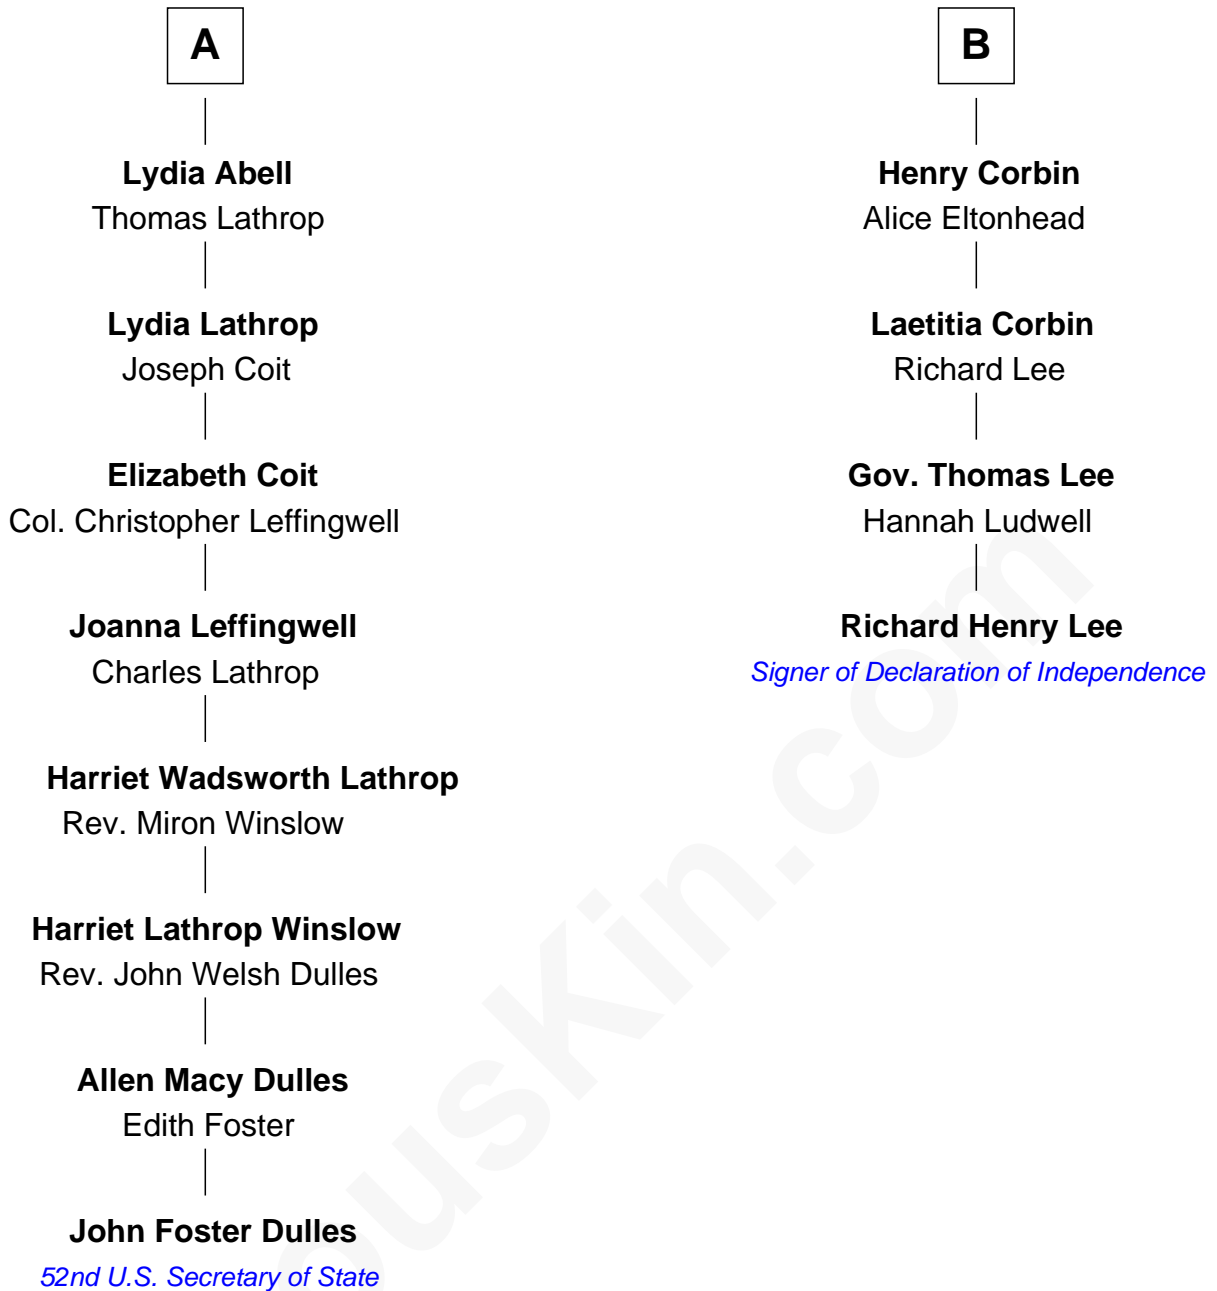 A
Lydia Abell
Thomas Lathrop
Lydia Lathrop
Joseph Coit
Elizabeth Coit
Col. Christopher Leffingwell
Joanna Leffingwell
Charles Lathrop
Harriet Wadsworth Lathrop
Rev. Miron Winslow
Harriet Lathrop Winslow
Rev. John Welsh Dulles
Allen Macy Dulles
Edith Foster
John Foster Dulles
52nd U.S. Secretary of State
B
Henry Corbin
Alice Eltonhead
Laetitia Corbin
Richard Lee
Gov. Thomas Lee
Hannah Ludwell
Richard Henry Lee
Signer of Declaration of Independence
ousKin.com